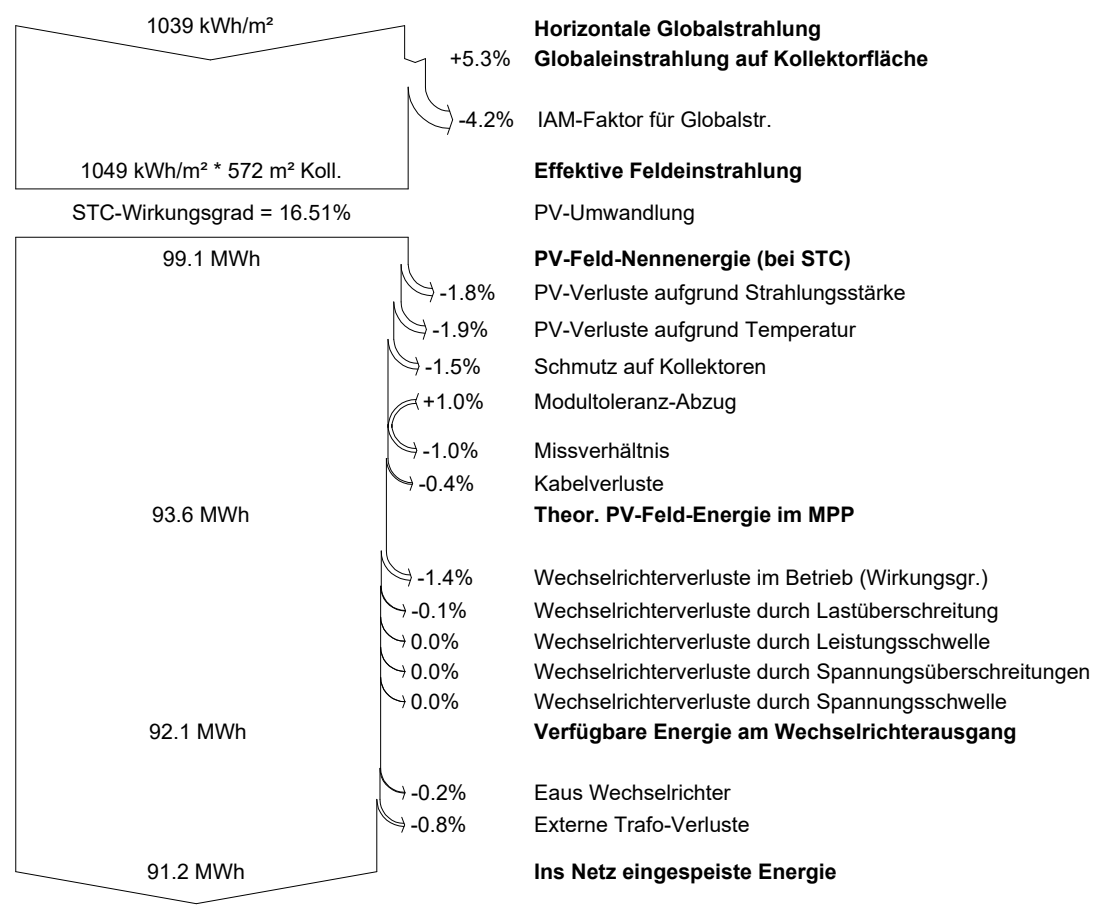 1039 kWh/m² Horizontale Globalstrahlung
+5.3% Globaleinstrahlung auf Kollektorfläche
-4.2% IAM-Faktor für Globalstr.
1049 kWh/m² * 572 m² Koll. Effektive Feldeinstrahlung
STC-Wirkungsgrad = 16.51% PV-Umwandlung
99.1 MWh PV-Feld-Nennenergie (bei STC)
-1.8% PV-Verluste aufgrund Strahlungsstärke
-1.9% PV-Verluste aufgrund Temperatur
-1.5% Schmutz auf Kollektoren
+1.0% Modultoleranz-Abzug
-1.0% Missverhältnis
-0.4% Kabelverluste
93.6 MWh Theor. PV-Feld-Energie im MPP
-1.4% Wechselrichterverluste im Betrieb (Wirkungsgr.)
-0.1% Wechselrichterverluste durch Lastüberschreitung
0.0% Wechselrichterverluste durch Leistungsschwelle
0.0% Wechselrichterverluste durch Spannungsüberschreitungen
0.0% Wechselrichterverluste durch Spannungsschwelle
92.1 MWh Verfügbare Energie am Wechselrichterausgang
-0.2% Eaus Wechselrichter
-0.8% Externe Trafo-Verluste
91.2 MWh Ins Netz eingespeiste Energie